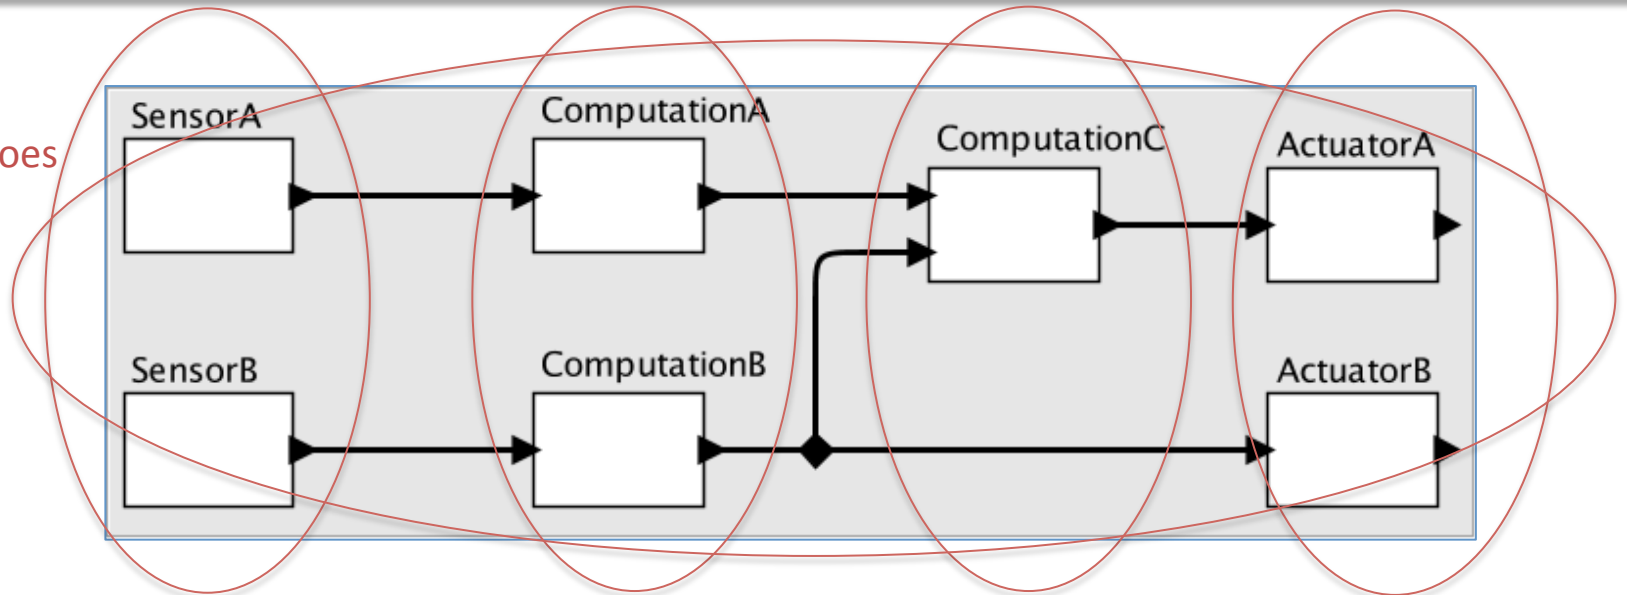 SensorA
ComputationA
ComputationC
ActuatorA
oes
SensorB
ComputationB
ActuatorB